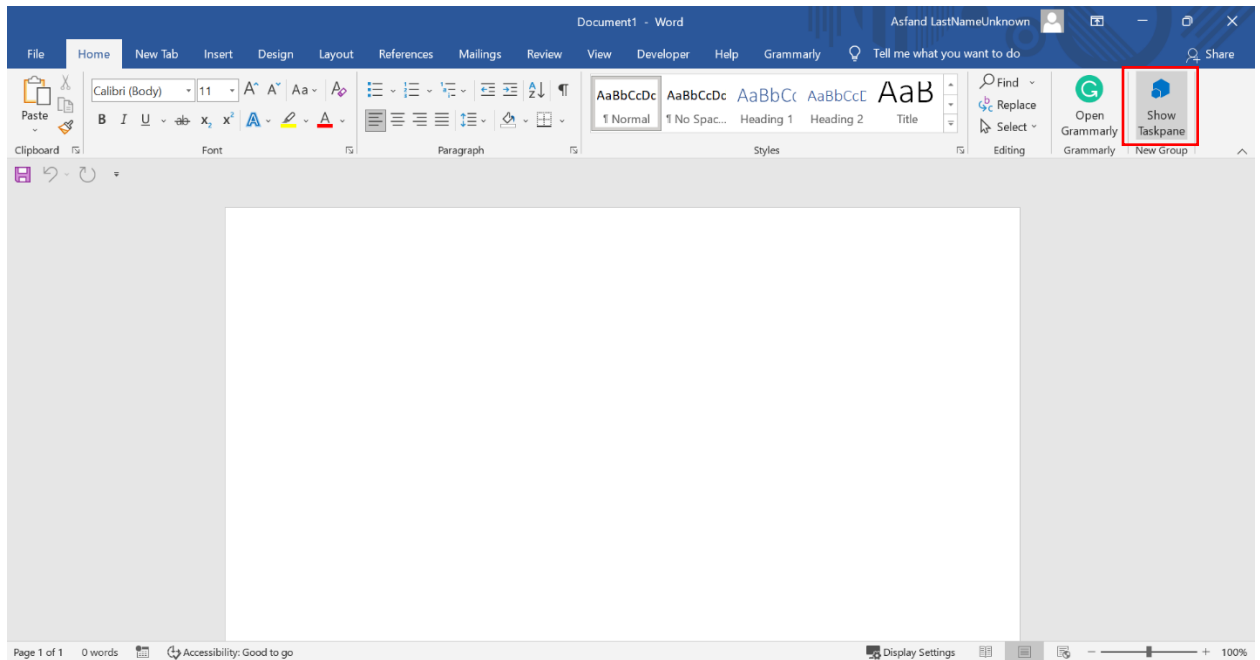 Document1 - Word
Asfand LastNameUnknown
File Home New Tab Insert Design Layout References Mailings Review View Developer Help Grammarly Tell me what you want to do Share
Paste
Calibri (Body) 11 A^ A˅ Aa
B I U ab x₂ x² A A
AaBbCcDc AaBbCcDc AaBbCc AaBbCcE AaB
¶ Normal ¶ No Spac... Heading 1 Heading 2 Title
Find
Replace
Select
Open
Grammarly
Show
Taskpane
Clipboard Font Paragraph Styles Editing Grammarly New Group
Page 1 of 1 0 words Accessibility: Good to go Display Settings 100%